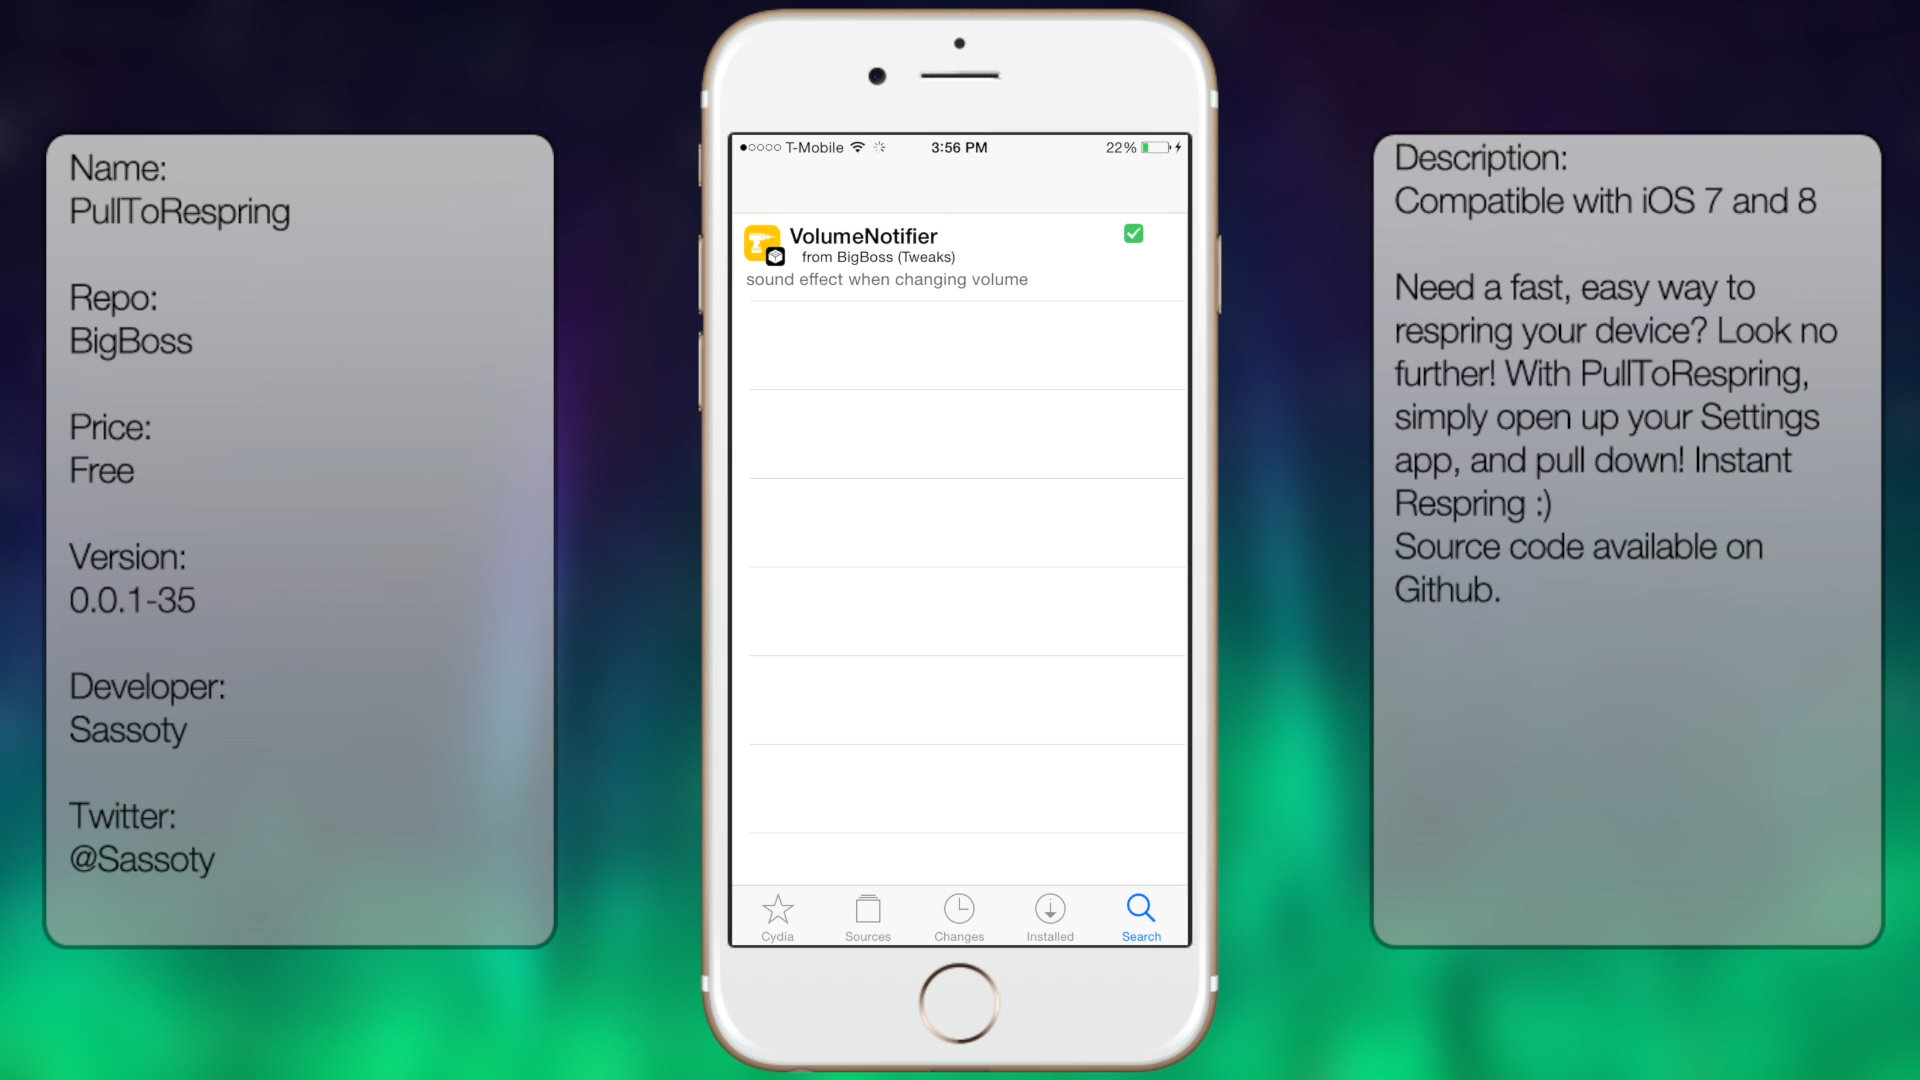 Name:
PullToRespring
Repo:
BigBoss
Price:
Free
Version:
0.0.1-35
Developer:
Sassoty
Twitter:
@Sassoty
T-Mobile 3:56 PM 22%
VolumeNotifier
from BigBoss (Tweaks)
sound effect when changing volume
Cydia Sources Changes Installed Search
Description:
Compatible with iOS 7 and 8
Need a fast, easy way to
respring your device? Look no
further! With PullToRespring,
simply open up your Settings
app, and pull down! Instant
Respring :)
Source code available on
Github.